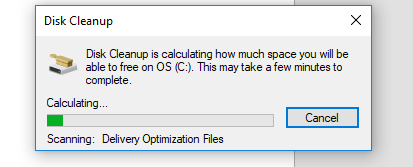 Disk Cleanup
Disk Cleanup is calculating how much space you will be
able to free on OS (C:). This may take a few minutes to
complete.
Calculating...
Cancel
Scanning: Delivery Optimization Files